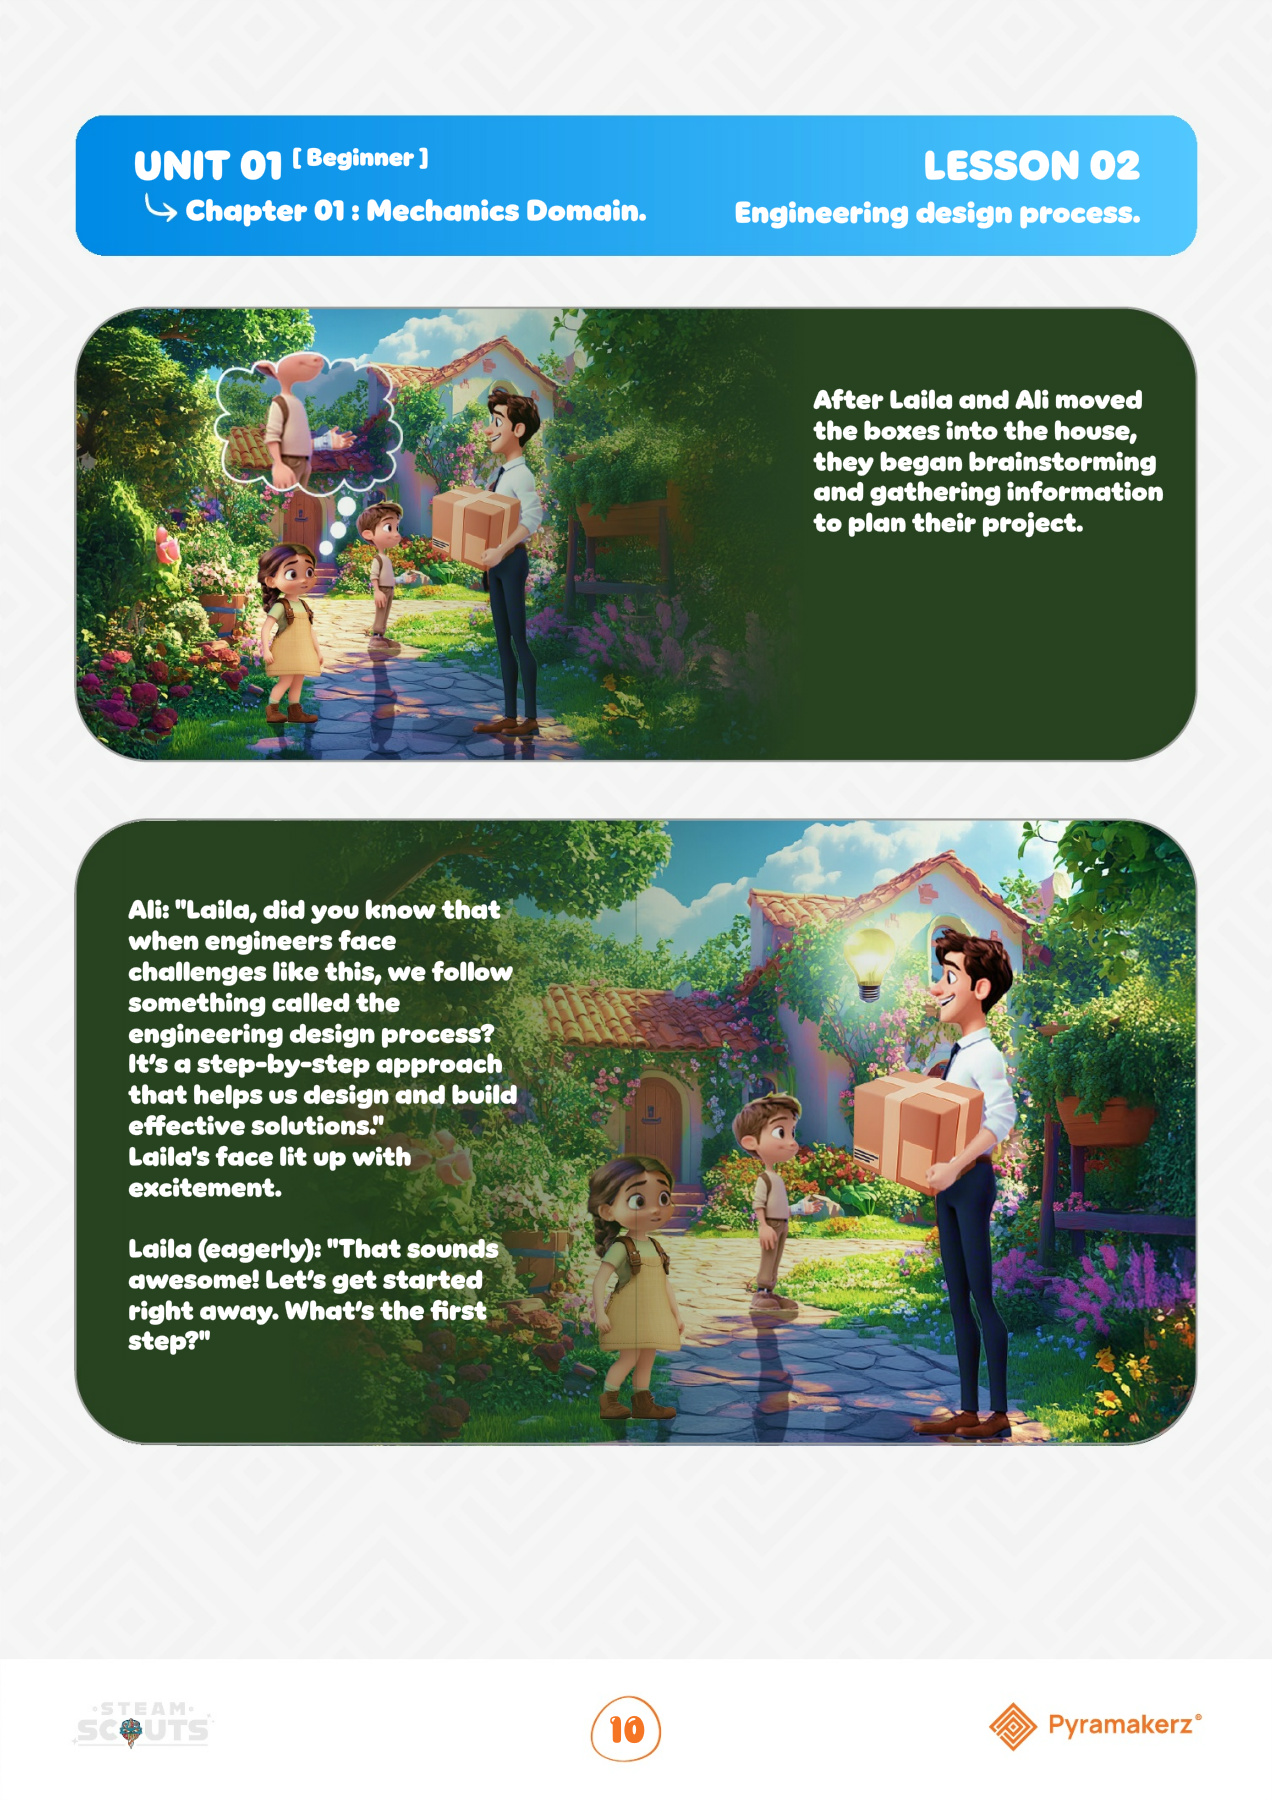 UNIT 01 [ Beginner ]
Chapter 01 : Mechanics Domain.
LESSON 02
Engineering design process.
After Laila and Ali moved
the boxes into the house,
they began brainstorming
and gathering information
to plan their project.
Ali: "Laila, did you know that
when engineers face
challenges like this, we follow
something called the
engineering design process?
It's a step-by-step approach
that helps us design and build
effective solutions."
Laila's face lit up with
excitement.
Laila (eagerly): "That sounds
awesome! Let's get started
right away. What's the first
step?"
STEAM
SCOUTS
10
Pyramakerz®